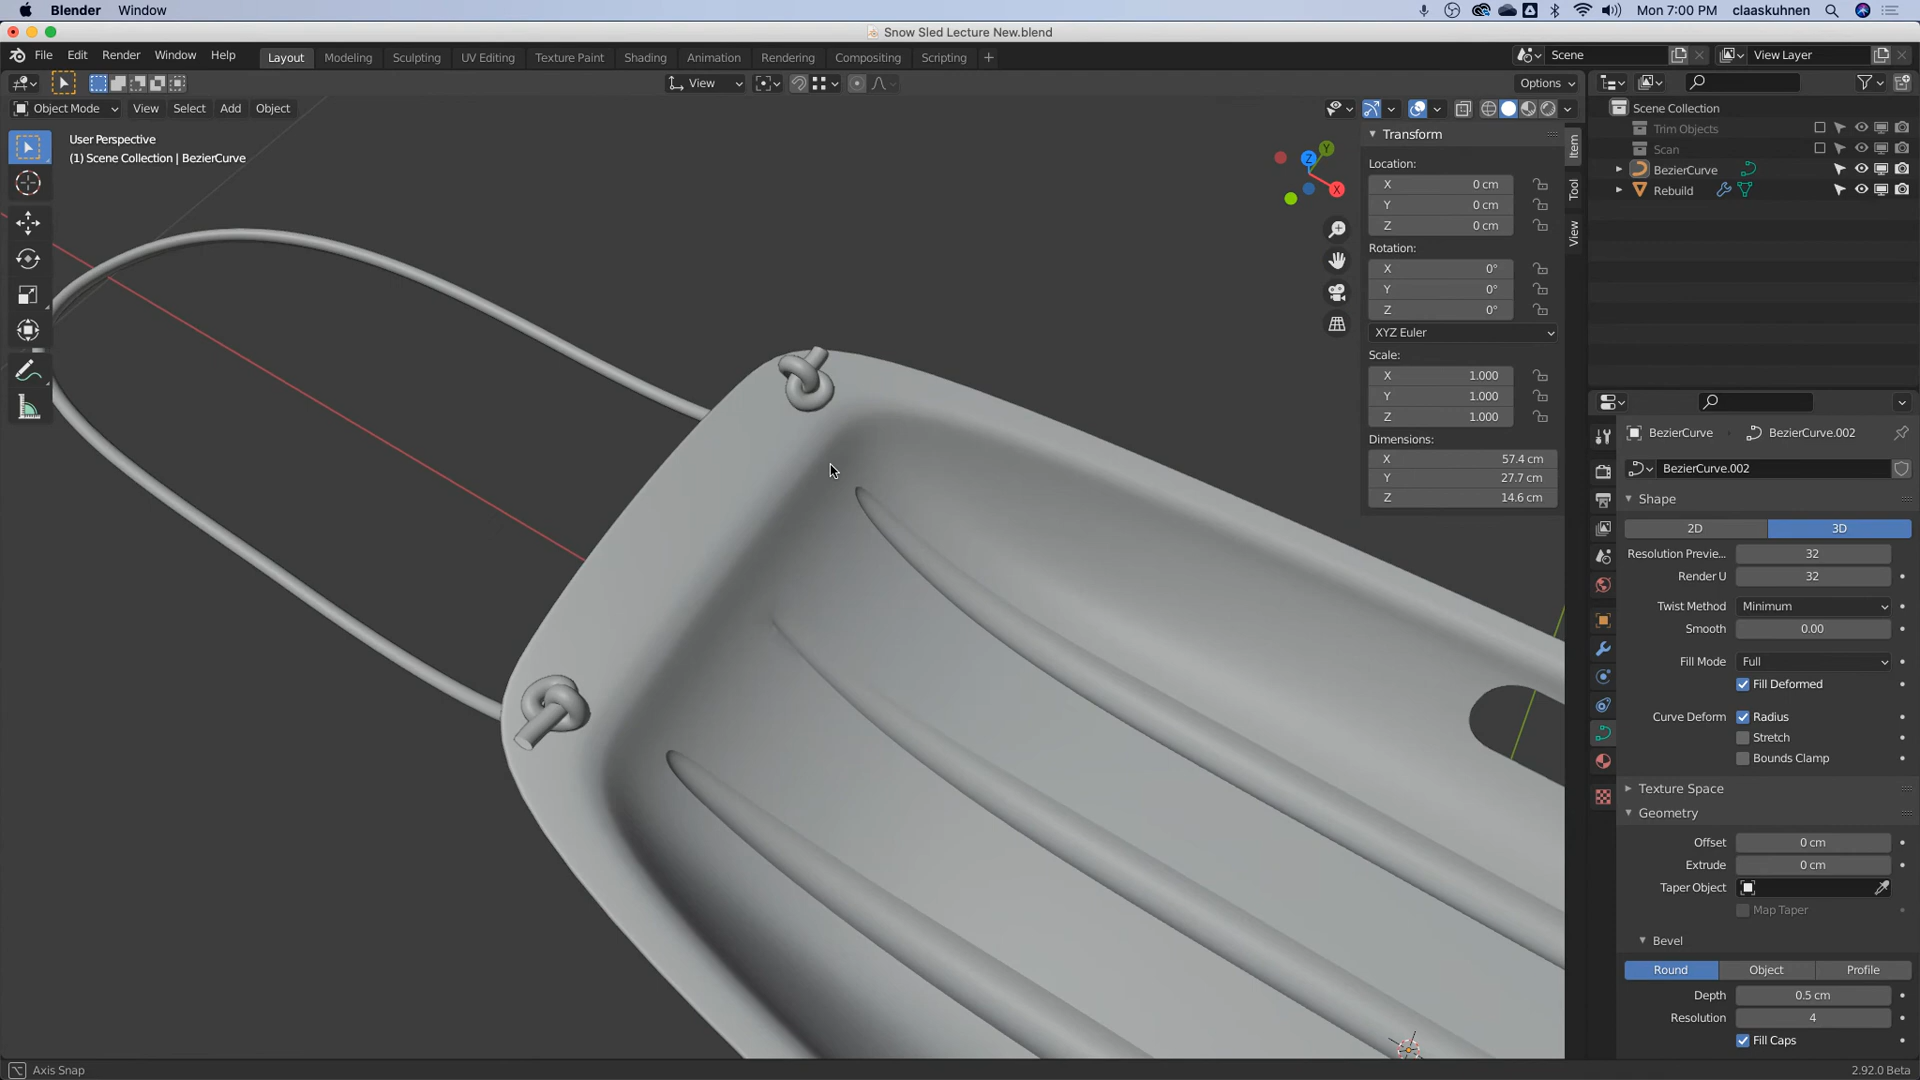 Blender Window Mon 7:00 PM claaskuhnen
Snow Sled Lecture New.blend
File Edit Render Window Help Layout Modeling Sculpting UV Editing Texture Paint Shading Animation Rendering Compositing Scripting + Scene View Layer
View Options
Object Mode View Select Add Object
User Perspective
(1) Scene Collection | BezierCurve
Z Y X
Transform
Location:
X 0 cm
Y 0 cm
Z 0 cm
Rotation:
X 0°
Y 0°
Z 0°
XYZ Euler
Scale:
X 1.000
Y 1.000
Z 1.000
Dimensions:
X 57.4 cm
Y 27.7 cm
Z 14.6 cm
Item
Tool
View
Scene Collection
Trim Objects
Scan
BezierCurve
Rebuild
BezierCurve BezierCurve.002
BezierCurve.002
Shape
2D 3D
Resolution Previe... 32
Render U 32
Twist Method Minimum
Smooth 0.00
Fill Mode Full
Fill Deformed
Curve Deform Radius
Stretch
Bounds Clamp
Texture Space
Geometry
Offset 0 cm
Extrude 0 cm
Taper Object
Map Taper
Bevel
Round Object Profile
Depth 0.5 cm
Resolution 4
Fill Caps
Axis Snap 2.92.0 Beta